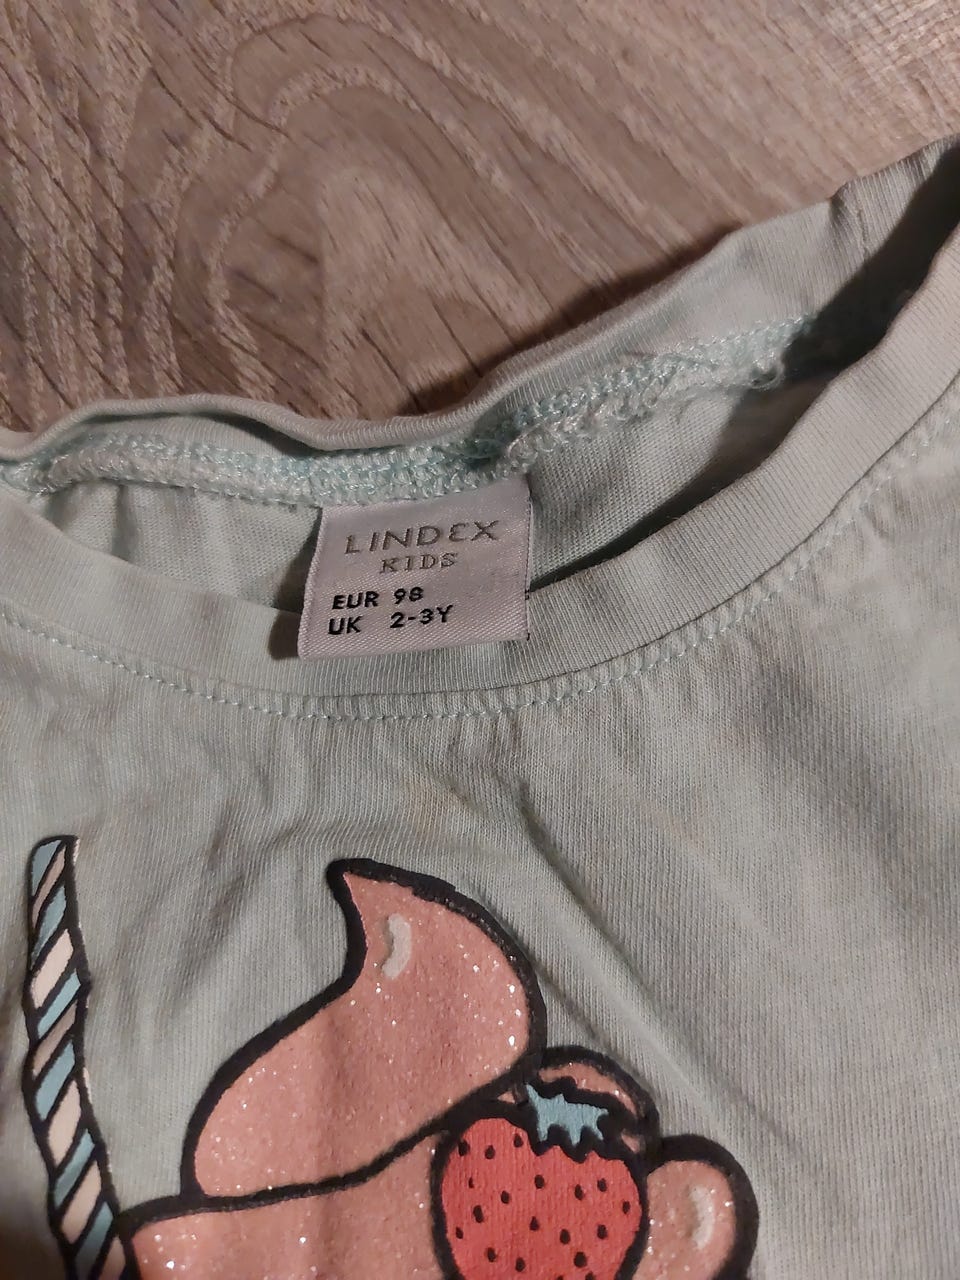 LINDEX
KIDS
EUR 98
UK 2-3Y